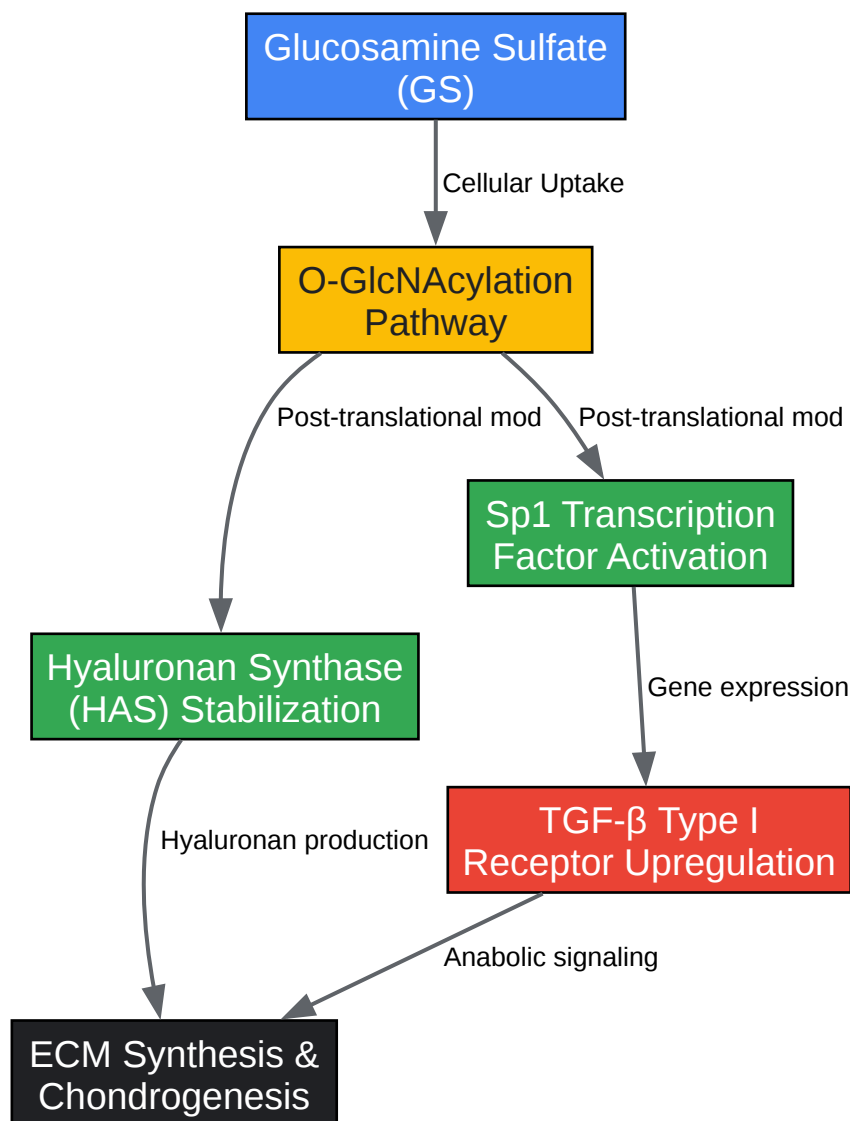 Glucosamine Sulfate
(GS)
Cellular Uptake
O-GlcNAcylation
Pathway
Post-translational mod
Post-translational mod
Sp1 Transcription
Factor Activation
Hyaluronan Synthase
(HAS) Stabilization
Gene expression
TGF-β Type I
Receptor Upregulation
Hyaluronan production
Anabolic signaling
ECM Synthesis &
Chondrogenesis